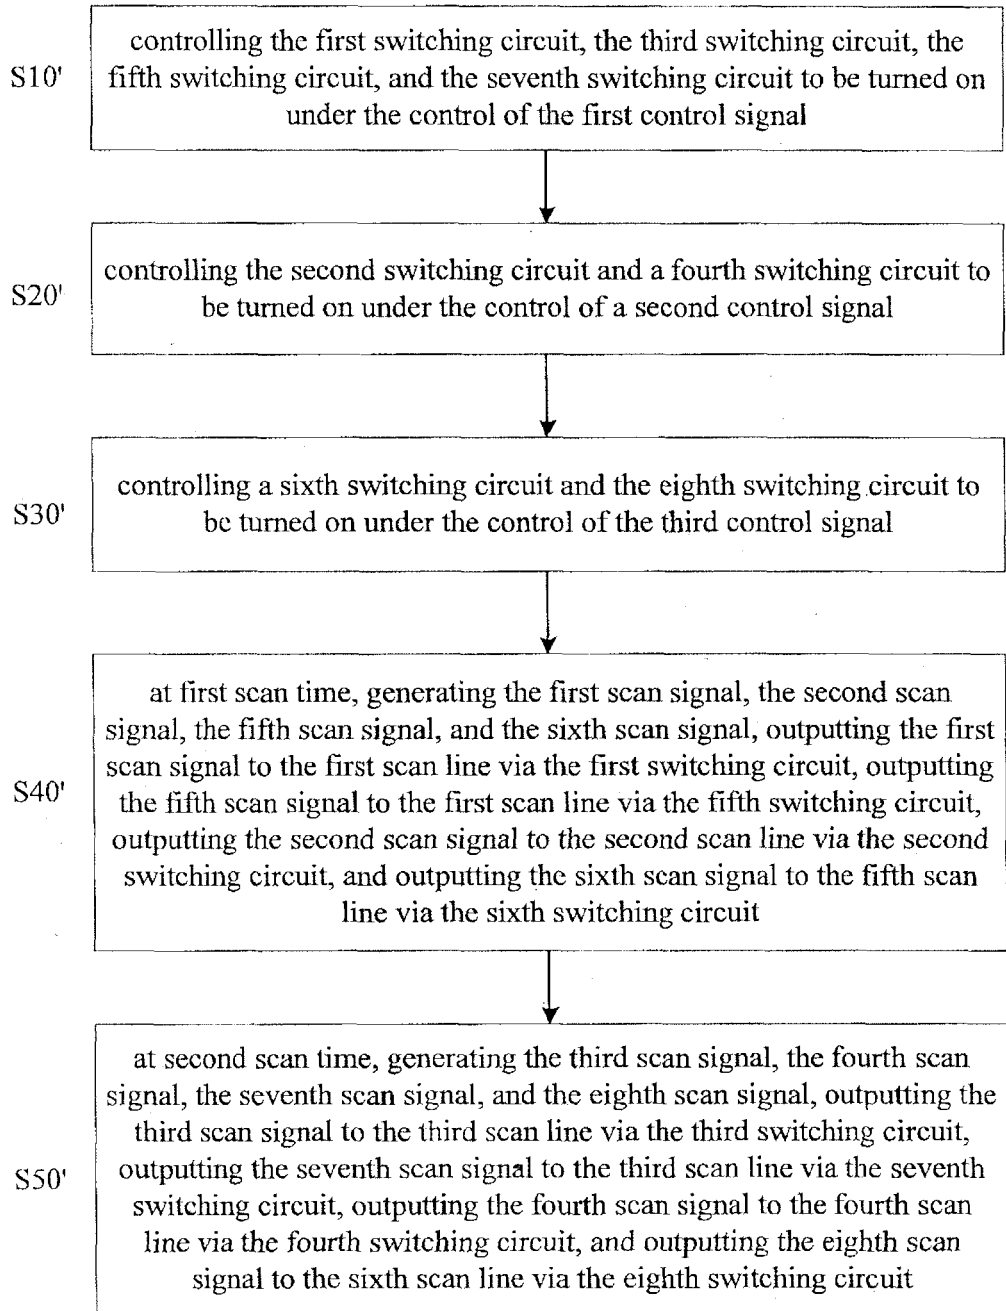 controlling the first switching circuit, the third switching circuit, the
S10' fifth switching circuit, and the seventh switching circuit to be turned on
under the control of the first control signal
controlling the second switching circuit and a fourth switching circuit to
S20' be turned on under the control of a second control signal
controlling a sixth switching circuit and the eighth switching circuit to
S30' be turned on under the control of the third control signal
at first scan time, generating the first scan signal, the second scan
signal, the fifth scan signal, and the sixth scan signal, outputting the first
scan signal to the first scan line via the first switching circuit, outputting
S40' the fifth scan signal to the first scan line via the fifth switching circuit,
outputting the second scan signal to the second scan line via the second
switching circuit, and outputting the sixth scan signal to the fifth scan
line via the sixth switching circuit
at second scan time, generating the third scan signal, the fourth scan
signal, the seventh scan signal, and the eighth scan signal, outputting the
third scan signal to the third scan line via the third switching circuit,
S50' outputting the seventh scan signal to the third scan line via the seventh
switching circuit, outputting the fourth scan signal to the fourth scan
line via the fourth switching circuit, and outputting the eighth scan
signal to the sixth scan line via the eighth switching circuit